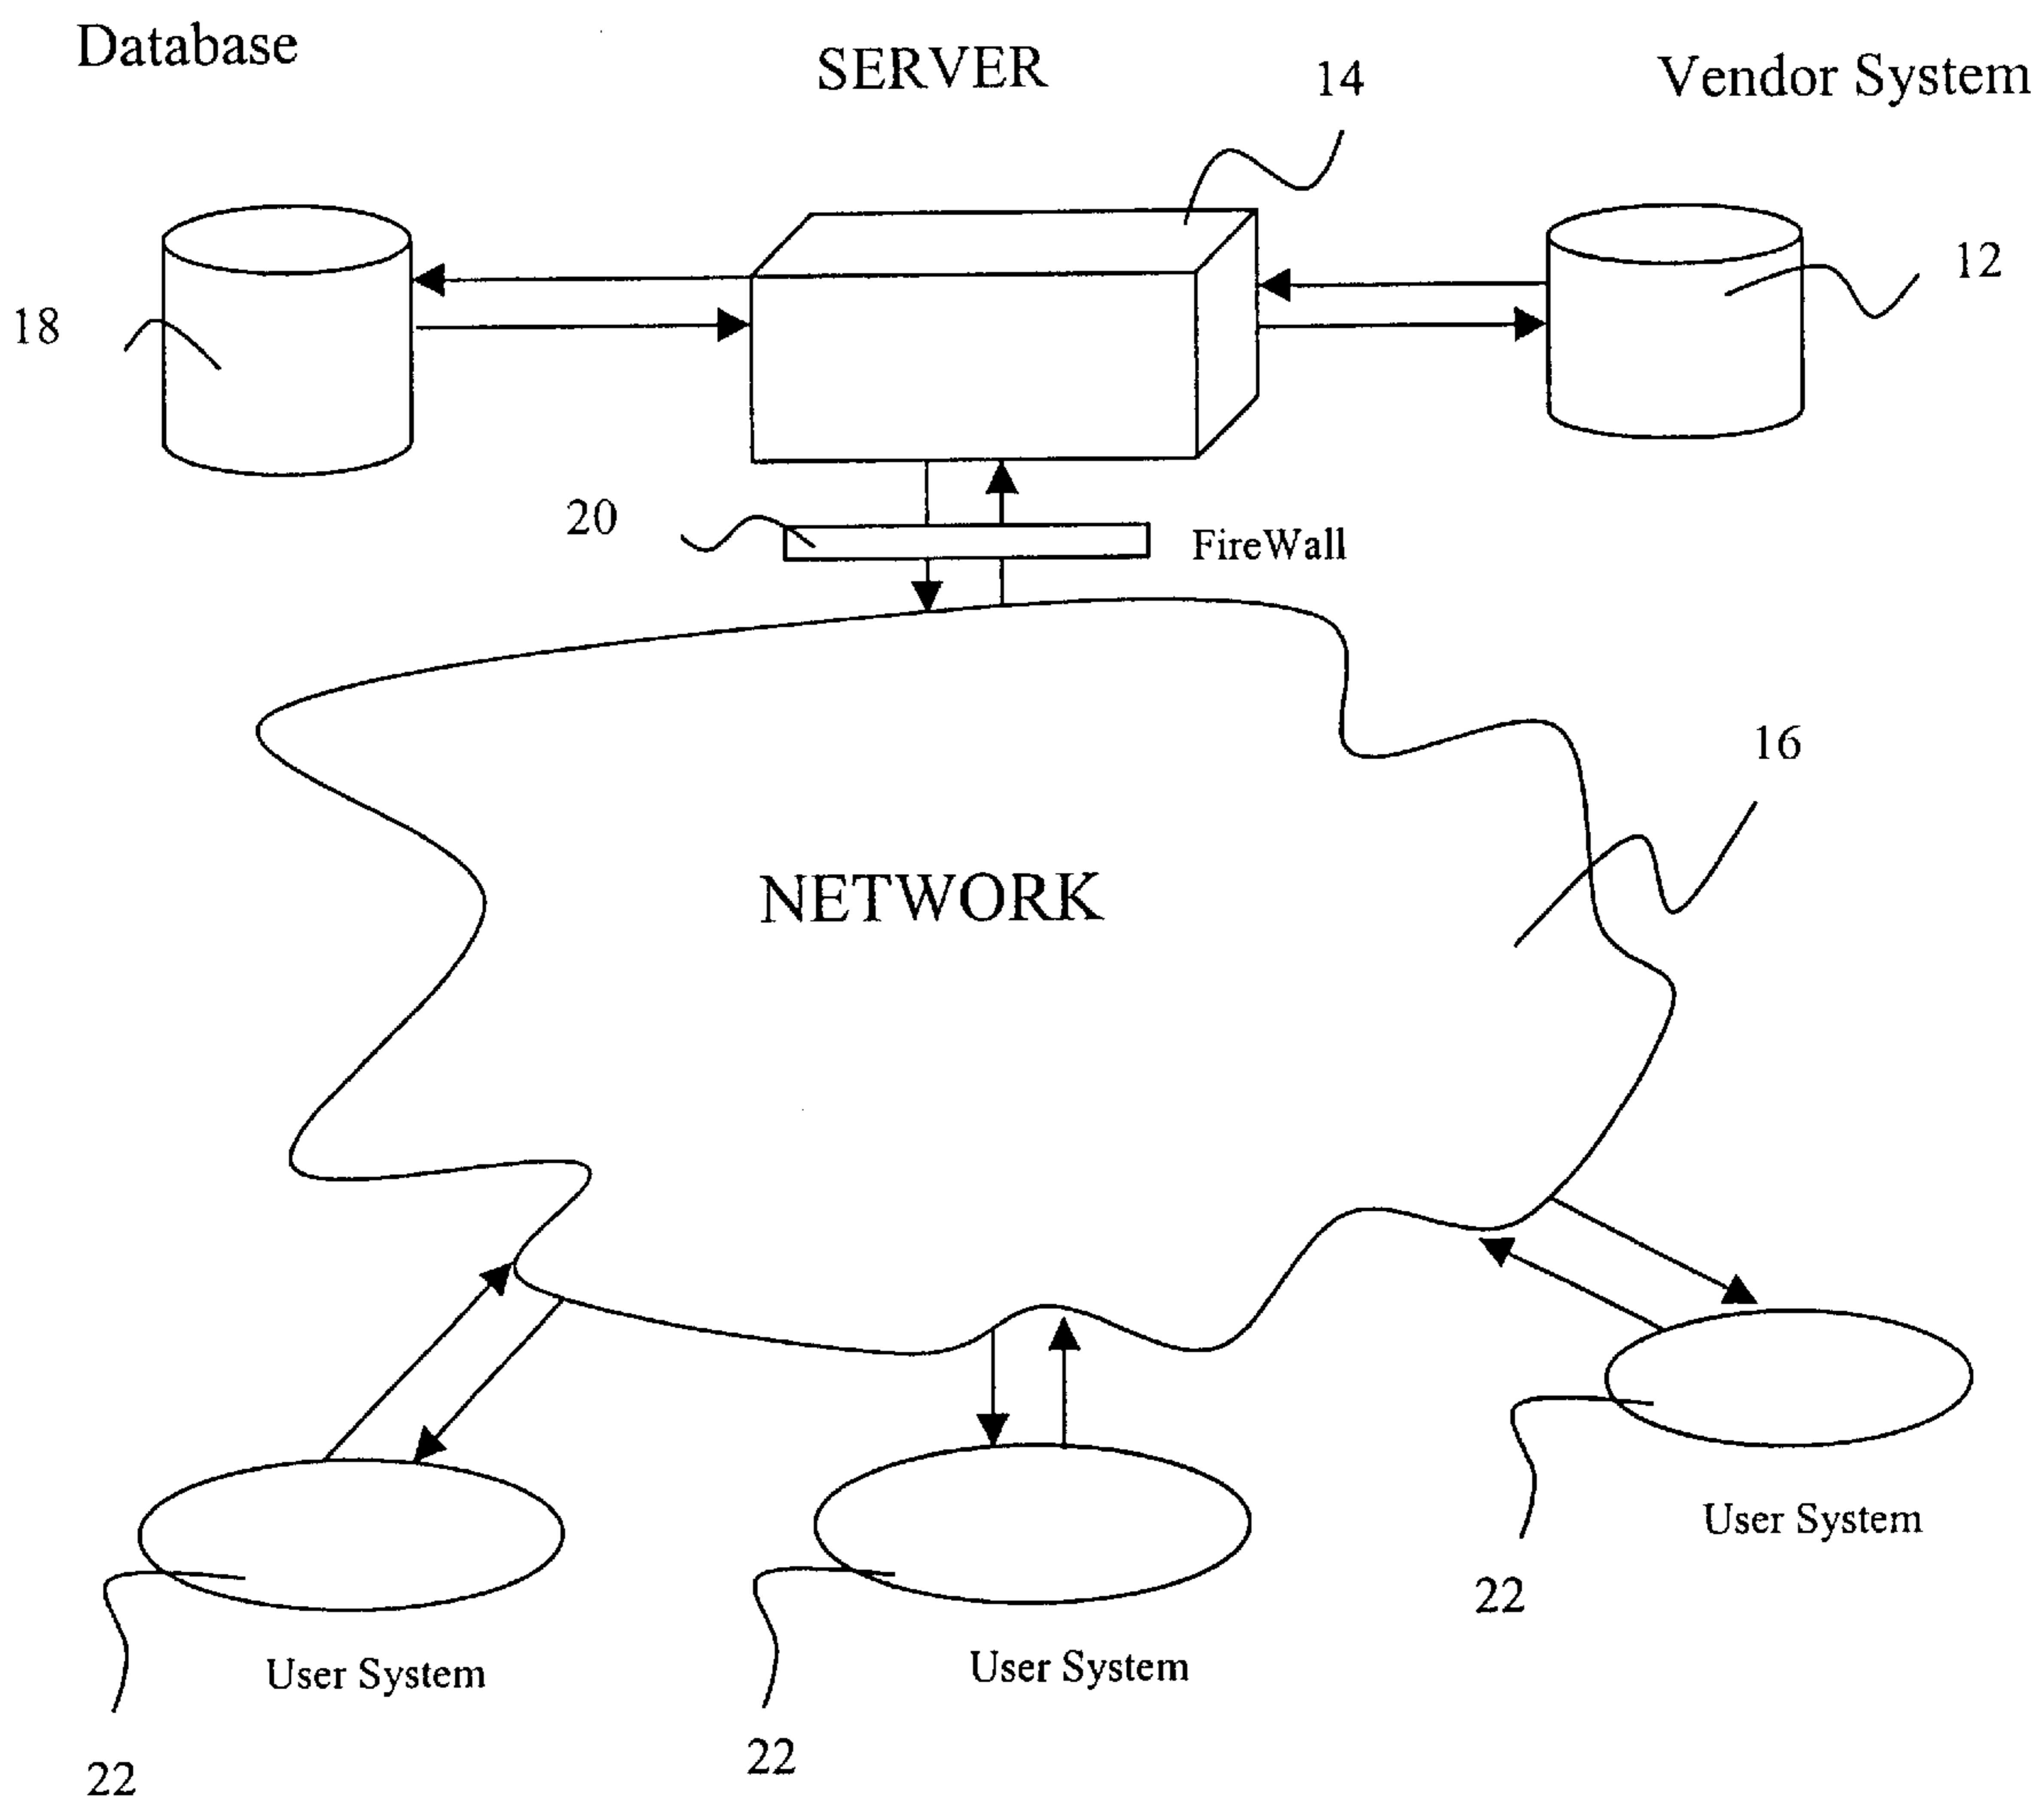 Database
SERVER
14
Vendor System
12
18
20
FireWall
16
NETWORK
User System
22
User System
22
User System
22